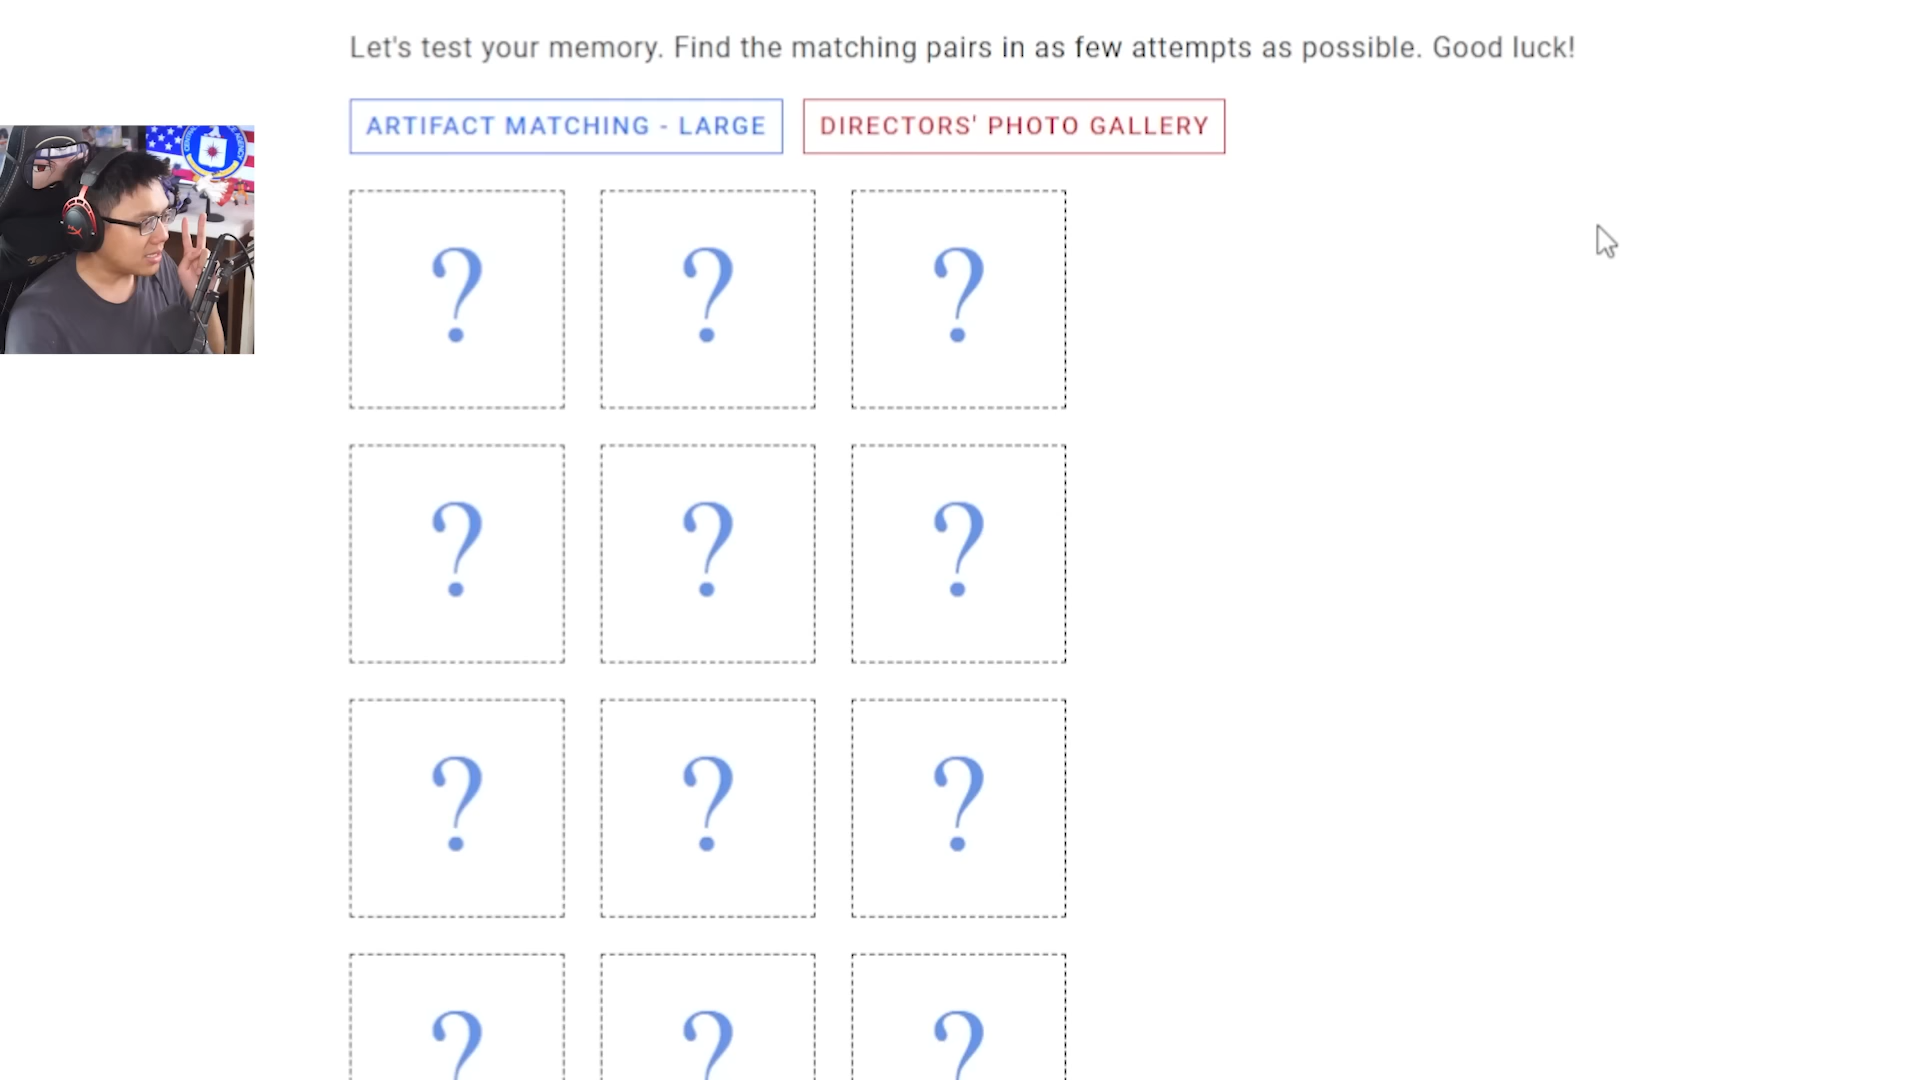 Let's test your memory. Find the matching pairs in as few attempts as possible. Good luck!
ARTIFACT MATCHING - LARGE
DIRECTORS' PHOTO GALLERY
? ? ?
? ? ?
? ? ?
? ? ?